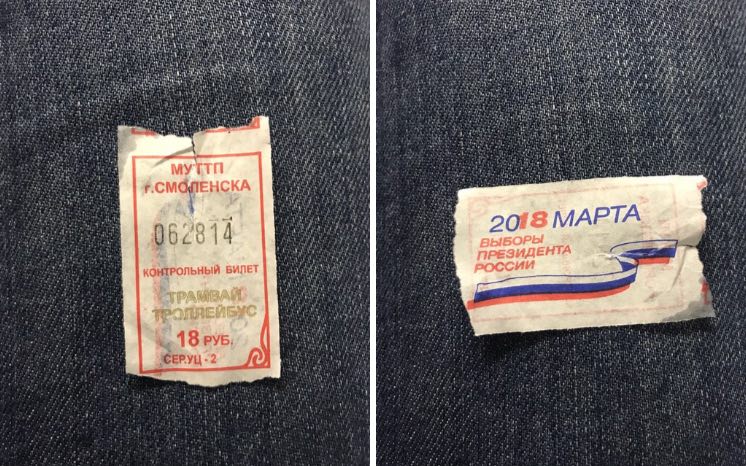 МУТТП
г.СМОЛЕНСКА
062814
КОНТРОЛЬНЫЙ БИЛЕТ
ТРАМВАЙ
ТРОЛЛЕЙБУС
18 РУБ.
СЕР.УЦ - 2
2018 МАРТА
ВЫБОРЫ
ПРЕЗИДЕНТА
РОССИИ